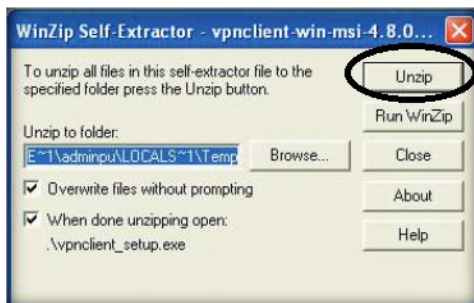 WinZip Self-Extractor - vpnclient-win-msi-4.8.0...
To unzip all files in this self-extractor file to the
specified folder press the Unzip button.
Unzip to folder:
E~1\adminpu\LOCALS~1\Temp
Browse...
Overwrite files without prompting
When done unzipping open:
.\vpnclient_setup.exe
Unzip
Run WinZip
Close
About
Help